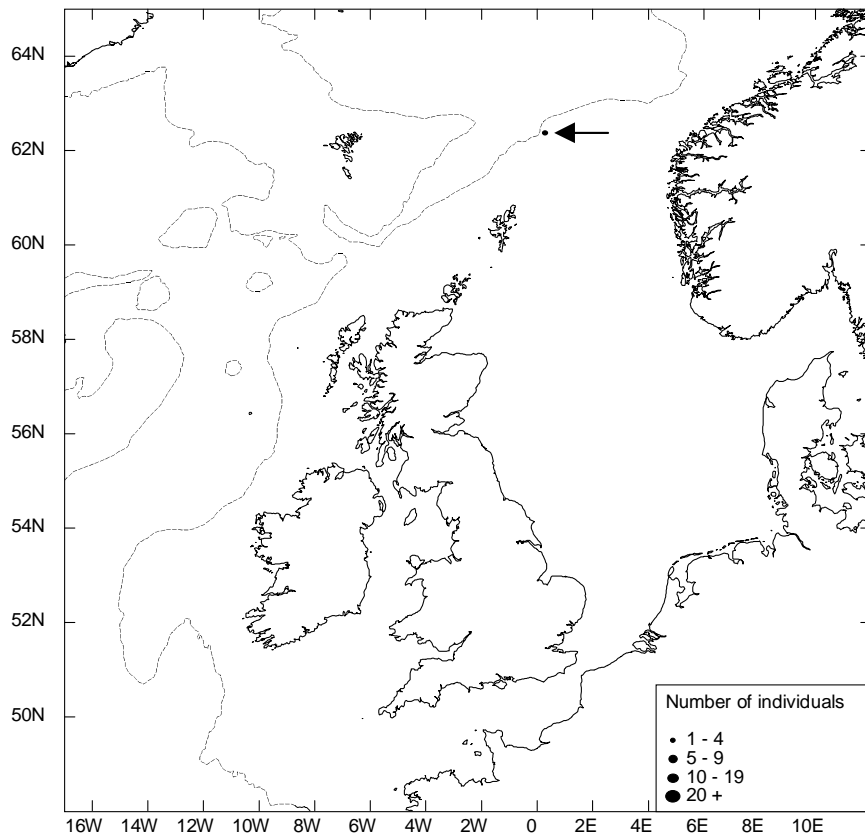 64N
62N
60N
58N
56N
54N
52N
50N
Number of individuals
1 - 4
5 - 9
10 - 19
20 +
16W 14W 12W 10W 8W 6W 4W 2W 0 2E 4E 6E 8E 10E